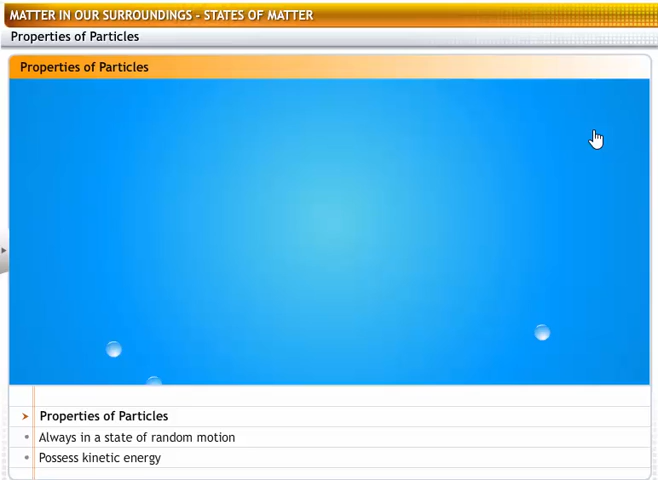 MATTER IN OUR SURROUNDINGS - STATES OF MATTER
Properties of Particles
Properties of Particles
Properties of Particles
Always in a state of random motion
Possess kinetic energy